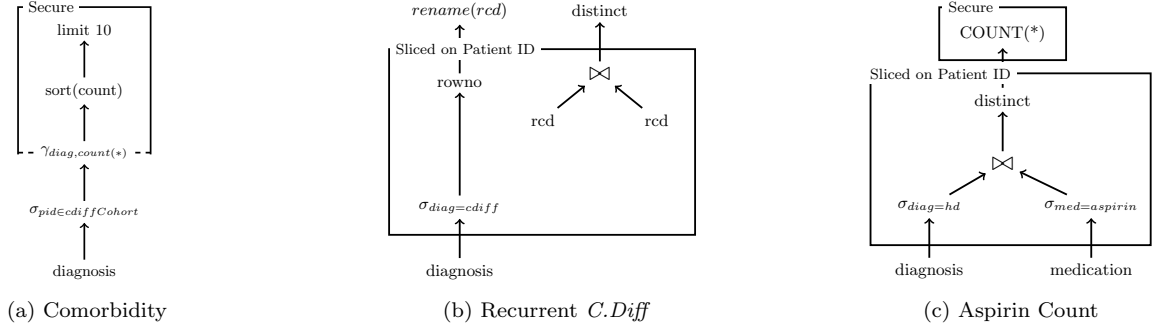 Secure
limit 10
sort(count)
γdiag,count(*)
σpid∈cdiffCohort
diagnosis
(a) Comorbidity
rename(rcd)
distinct
Sliced on Patient ID
rowno
⋈
rcd
rcd
σdiag=cdiff
diagnosis
(b) Recurrent C.Diff
Secure
COUNT(*)
Sliced on Patient ID
distinct
⋈
σdiag=hd
σmed=aspirin
diagnosis
medication
(c) Aspirin Count